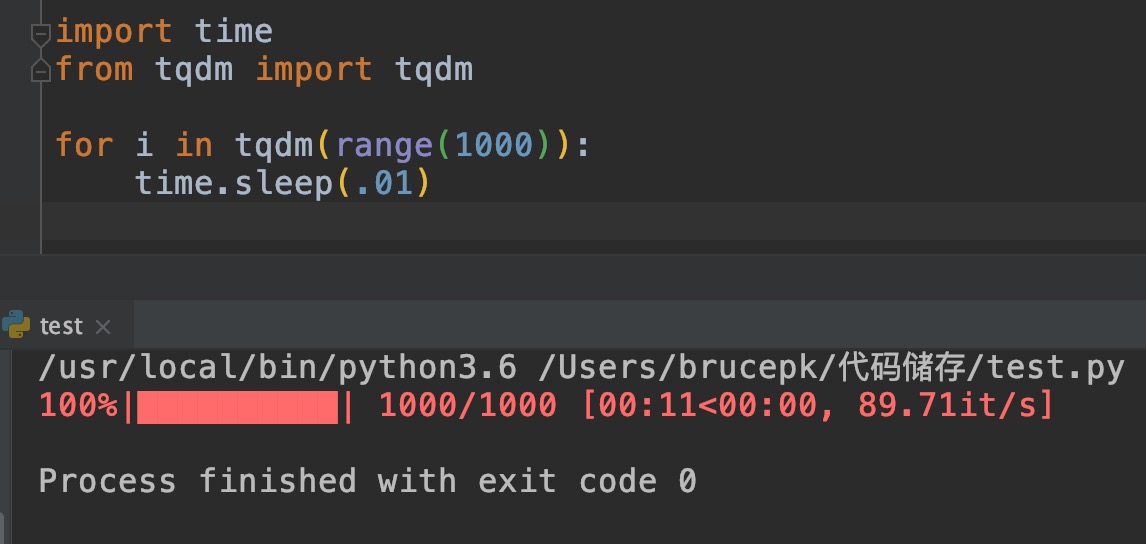 import time
from tqdm import tqdm
for i in tqdm(range(1000)):
    time.sleep(.01)
test
/usr/local/bin/python3.6 /Users/brucepk/代码储存/test.py
100%|██████████| 1000/1000 [00:11<00:00, 89.71it/s]
Process finished with exit code 0